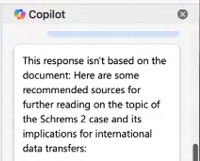 Copilot
This response isn't based on the
document: Here are some
recommended sources for
further reading on the topic of
the Schrems 2 case and its
implications for international
data transfers: